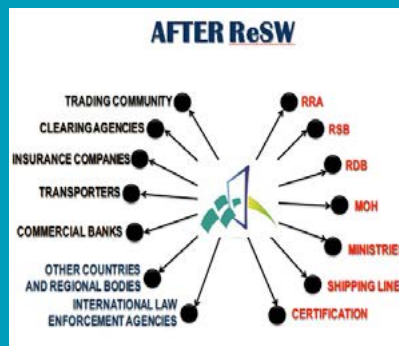 AFTER ReSW
TRADING COMMUNITY
CLEARING AGENCIES
INSURANCE COMPANIES
TRANSPORTERS
COMMERCIAL BANKS
OTHER COUNTRIES
AND REGIONAL BODIES
INTERNATIONAL LAW
ENFORCEMENT AGENCIES
RRA
RSB
RDB
MOH
MINISTRIES
SHIPPING LINE
CERTIFICATION